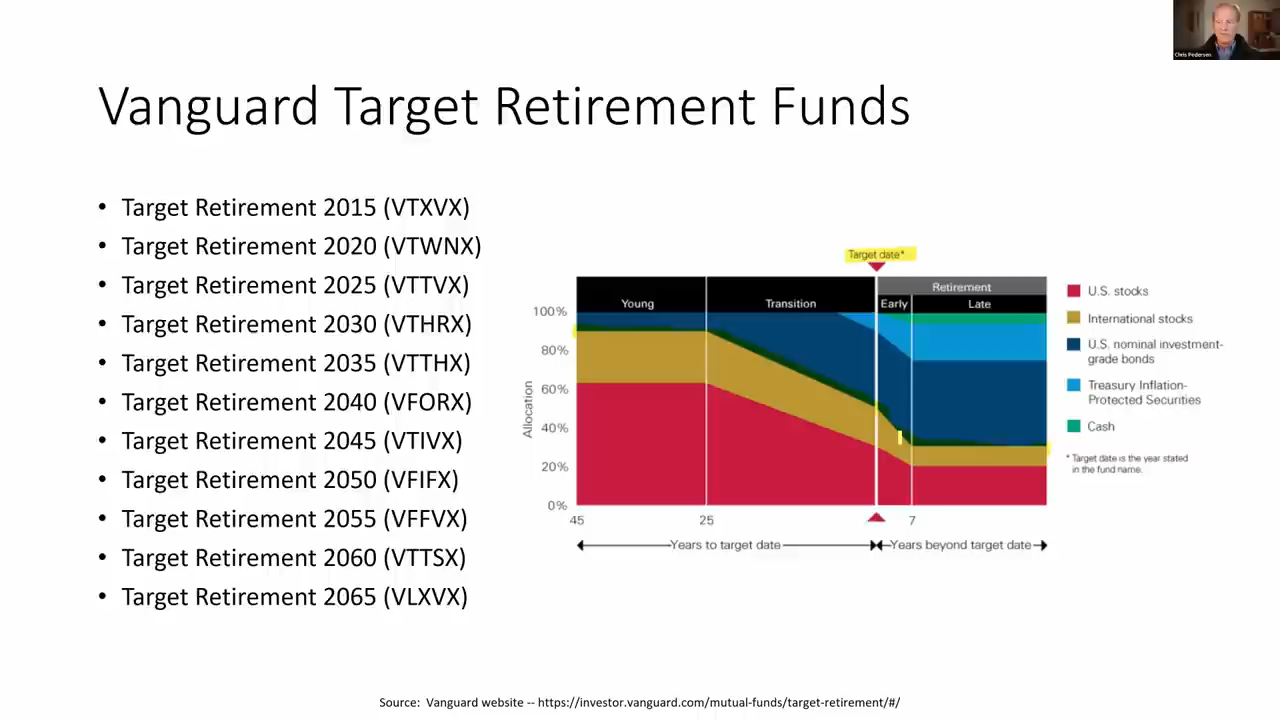 Chris Pedersen
Vanguard Target Retirement Funds
• Target Retirement 2015 (VTXVX)
• Target Retirement 2020 (VTWNX)
• Target Retirement 2025 (VTTVX)
• Target Retirement 2030 (VTHRX)
• Target Retirement 2035 (VTTHX)
• Target Retirement 2040 (VFORX)
• Target Retirement 2045 (VTIVX)
• Target Retirement 2050 (VFIFX)
• Target Retirement 2055 (VFFVX)
• Target Retirement 2060 (VTTSX)
• Target Retirement 2065 (VLXVX)
Target date*
Retirement
Young Transition Early Late
100%
80%
60%
40%
20%
0%
Allocation
45 25 7
Years to target date Years beyond target date
U.S. stocks
International stocks
U.S. nominal investment-
grade bonds
Treasury Inflation-
Protected Securities
Cash
* Target date is the year stated
in the fund name.
Source: Vanguard website -- https://investor.vanguard.com/mutual-funds/target-retirement/#/